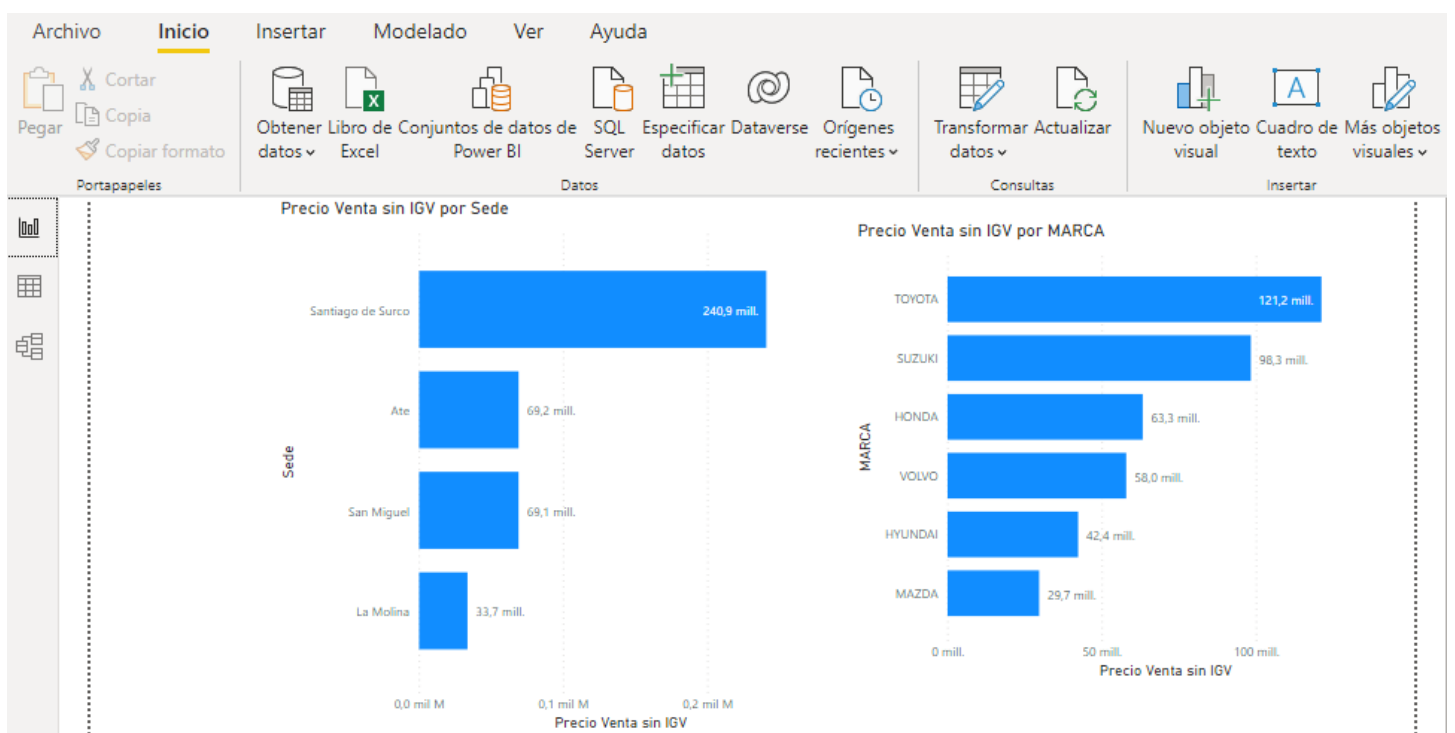 Archivo Inicio Insertar Modelado Ver Ayuda
Pegar
Cortar
Copia
Copiar formato
Portapapeles
Obtener datos
Libro de Excel
Conjuntos de datos de Power BI
SQL Server
Especificar datos
Dataverse
Orígenes recientes
Datos
Transformar datos
Actualizar
Consultas
Nuevo objeto visual
Cuadro de texto
A
Más objetos visuales
Insertar
Precio Venta sin IGV por Sede
Sede
Santiago de Surco 240,9 mill.
Ate 69,2 mill.
San Miguel 69,1 mill.
La Molina 33,7 mill.
0,0 mil M 0,1 mil M 0,2 mil M
Precio Venta sin IGV
Precio Venta sin IGV por MARCA
MARCA
TOYOTA 121,2 mill.
SUZUKI 98,3 mill.
HONDA 63,3 mill.
VOLVO 58,0 mill.
HYUNDAI 42,4 mill.
MAZDA 29,7 mill.
0 mill. 50 mill. 100 mill.
Precio Venta sin IGV